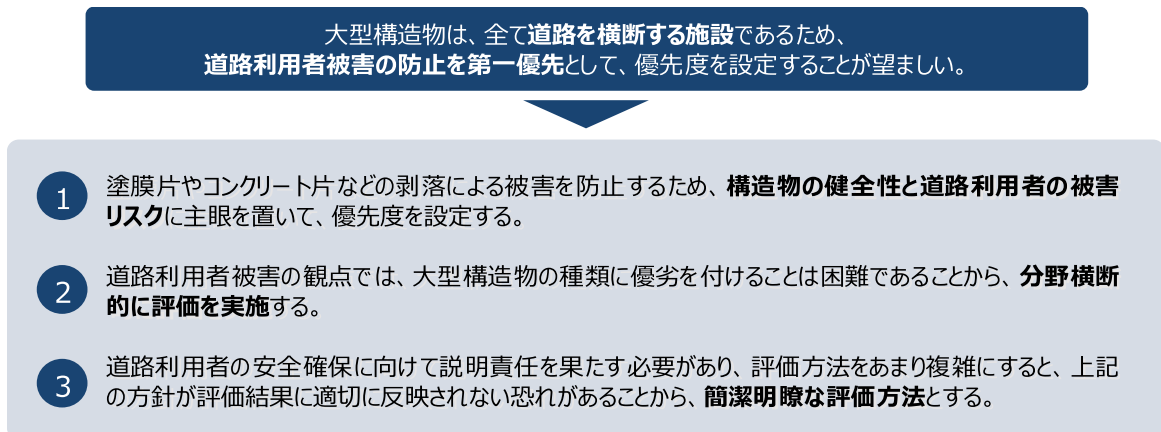 大型構造物は、全て道路を横断する施設であるため、
道路利用者被害の防止を第一優先として、優先度を設定することが望ましい。
1
塗膜片やコンクリート片などの剥落による被害を防止するため、構造物の健全性と道路利用者の被害
リスクに主眼を置いて、優先度を設定する。
2
道路利用者被害の観点では、大型構造物の種類に優劣を付けることは困難であることから、分野横断
的に評価を実施する。
3
道路利用者の安全確保に向けて説明責任を果たす必要があり、評価方法をあまり複雑にすると、上記
の方針が評価結果に適切に反映されない恐れがあることから、簡潔明瞭な評価方法とする。